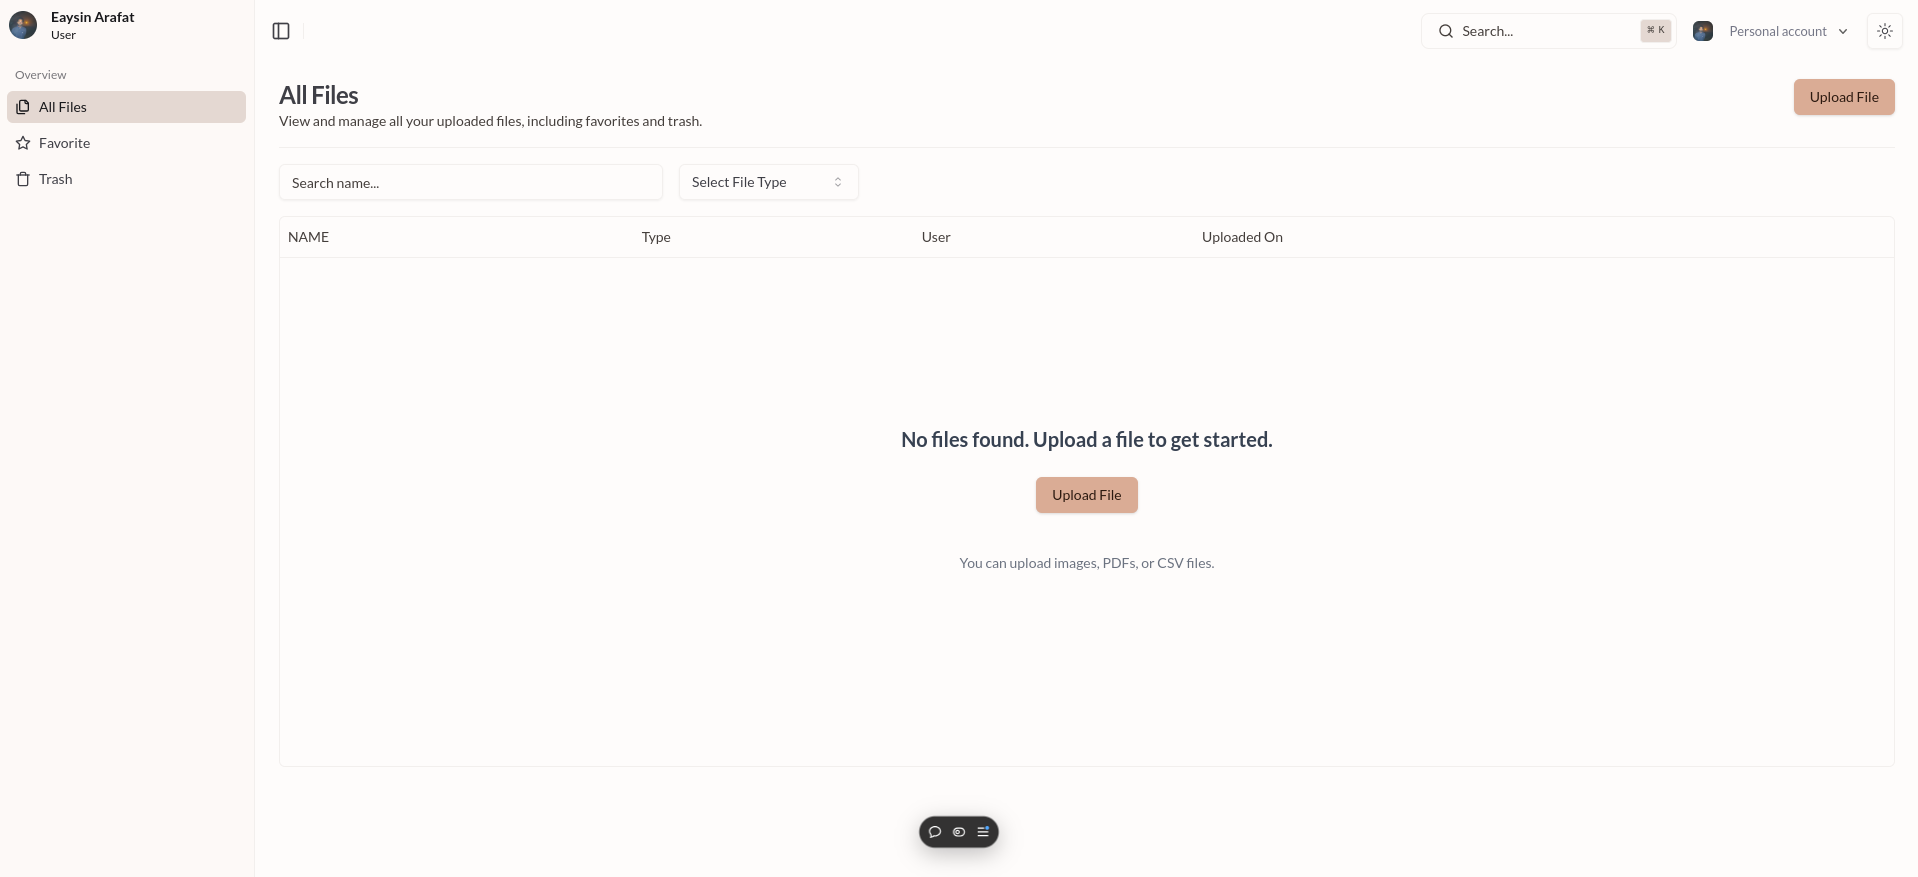 Eaysin Arafat
User
Overview
All Files
Favorite
Trash
Search...
⌘ K
Personal account
All Files
View and manage all your uploaded files, including favorites and trash.
Upload File
Search name...
Select File Type
NAME
Type
User
Uploaded On
No files found. Upload a file to get started.
Upload File
You can upload images, PDFs, or CSV files.